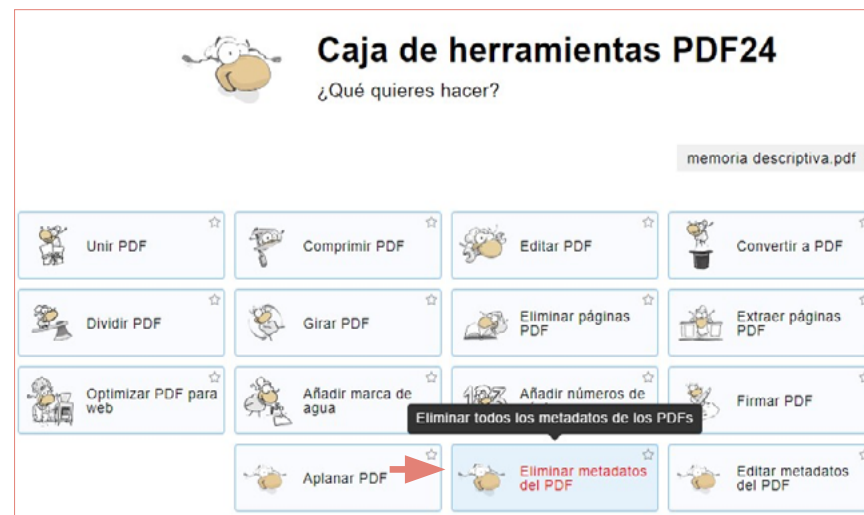 Caja de herramientas PDF24
¿Qué quieres hacer?
memoria descriptiva.pdf
Unir PDF
Comprimir PDF
Editar PDF
Convertir a PDF
Dividir PDF
Girar PDF
Eliminar páginas
PDF
Extraer páginas
PDF
Optimizar PDF para
web
Añadir marca de
agua
Añadir números de
Firmar PDF
Eliminar todos los metadatos de los PDFs
Aplanar PDF
Eliminar metadatos
del PDF
Editar metadatos
del PDF